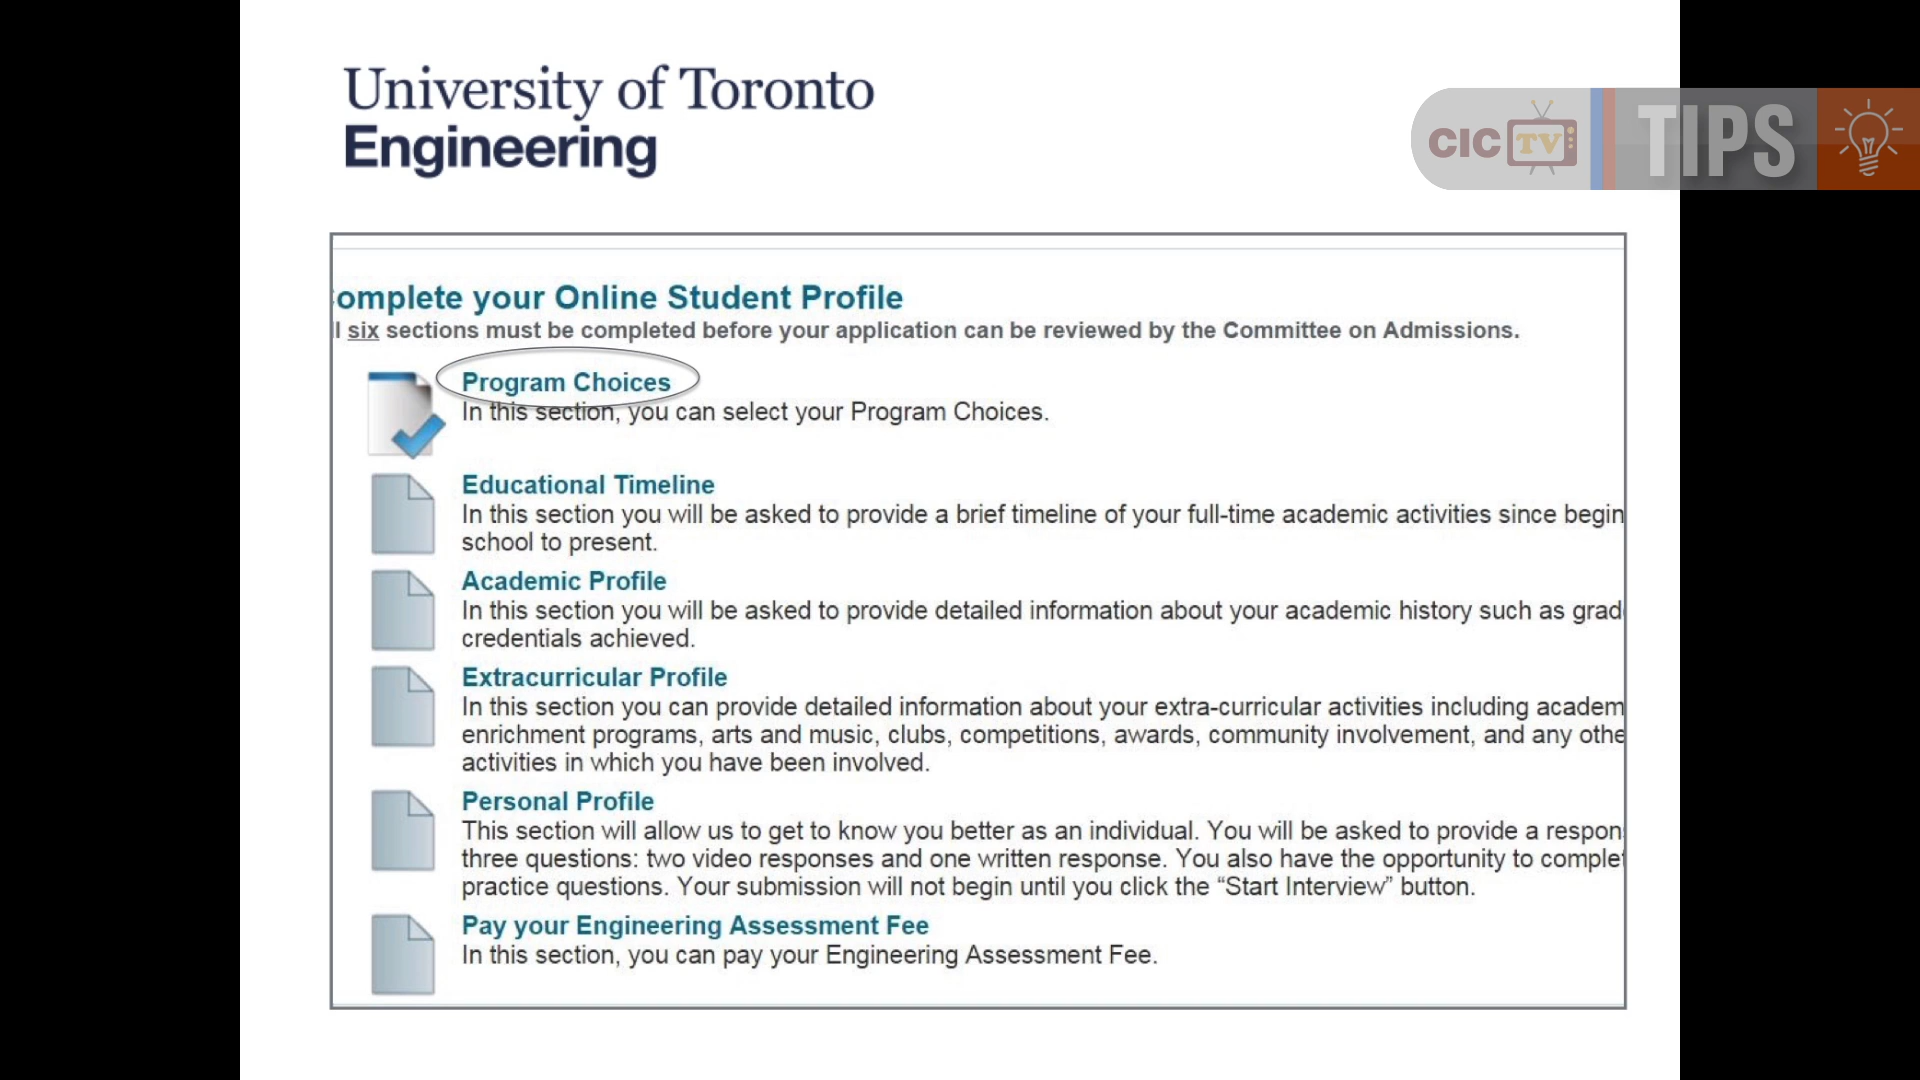 University of Toronto
Engineering
CIC TV TIPS
omplete your Online Student Profile
ll six sections must be completed before your application can be reviewed by the Committee on Admissions.
Program Choices
In this section, you can select your Program Choices.
Educational Timeline
In this section you will be asked to provide a brief timeline of your full-time academic activities since begin
school to present.
Academic Profile
In this section you will be asked to provide detailed information about your academic history such as grad
credentials achieved.
Extracurricular Profile
In this section you can provide detailed information about your extra-curricular activities including academ
enrichment programs, arts and music, clubs, competitions, awards, community involvement, and any othe
activities in which you have been involved.
Personal Profile
This section will allow us to get to know you better as an individual. You will be asked to provide a respon
three questions: two video responses and one written response. You also have the opportunity to comple
practice questions. Your submission will not begin until you click the “Start Interview” button.
Pay your Engineering Assessment Fee
In this section, you can pay your Engineering Assessment Fee.